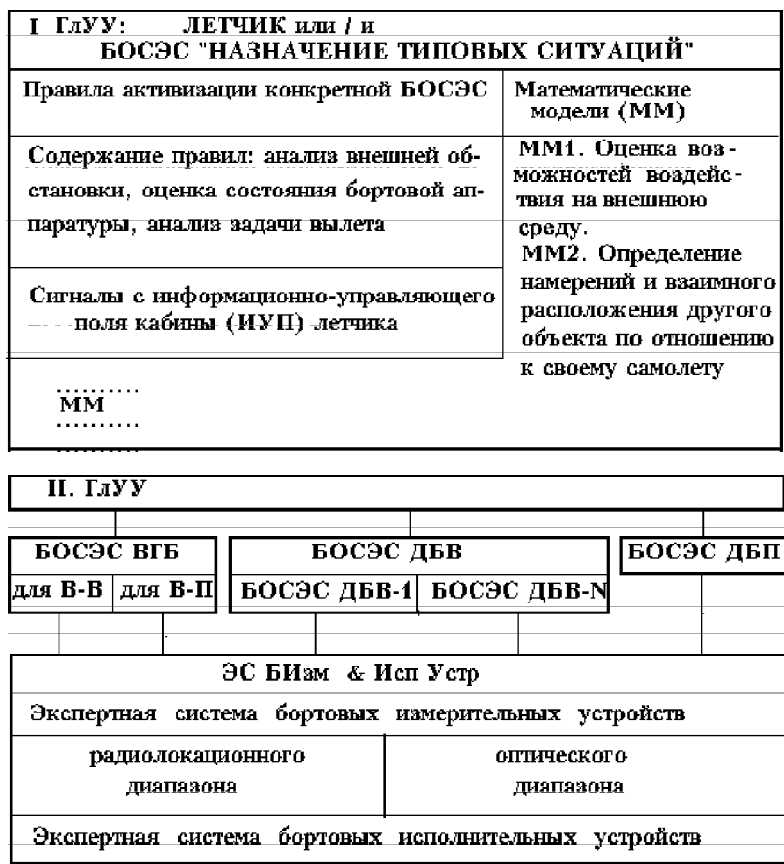 I ГлУУ: ЛЕТЧИК или / и
БОСЭС "НАЗНАЧЕНИЕ ТИПОВЫХ СИТУАЦИЙ"
Правила активизации конкретной БОСЭС
Содержание правил: анализ внешней об-
становки, оценка состояния бортовой ап-
паратуры, анализ задачи вылета
Сигналы с информационно-управляющего
поля кабины (ИУП) летчика
..........
ММ
..........
..........
Математические
модели (ММ)
ММ1. Оценка воз-
можностей воздейс-
твия на внешнюю
среду.
ММ2. Определение
намерений и взаимного
расположения другого
объекта по отношению
к своему самолету
II. ГлУУ
БОСЭС ВГБ
для В-В для В-П
БОСЭС ДБВ
БОСЭС ДБВ-1 БОСЭС ДБВ-N
БОСЭС ДБП
ЭС БИзм & Исп Устр
Экспертная система бортовых измерительных устройств
радиолокационного
диапазона
оптического
диапазона
Экспертная система бортовых исполнительных устройств